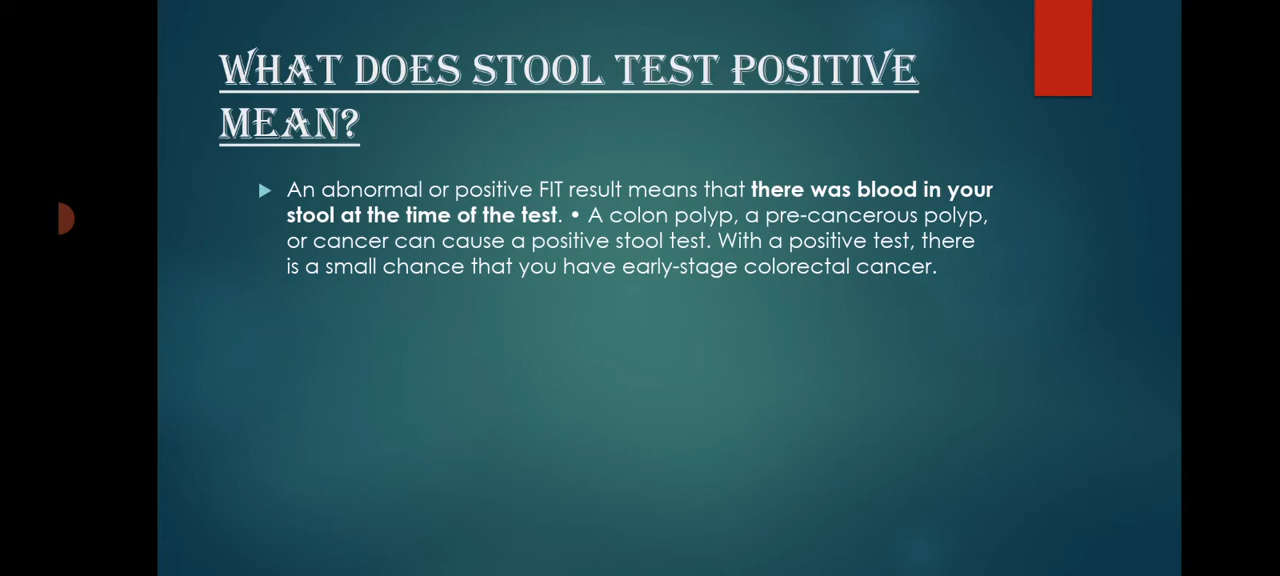 WHAT DOES STOOL TEST POSITIVE
MEAN?
An abnormal or positive FIT result means that there was blood in your
stool at the time of the test. • A colon polyp, a pre-cancerous polyp,
or cancer can cause a positive stool test. With a positive test, there
is a small chance that you have early-stage colorectal cancer.